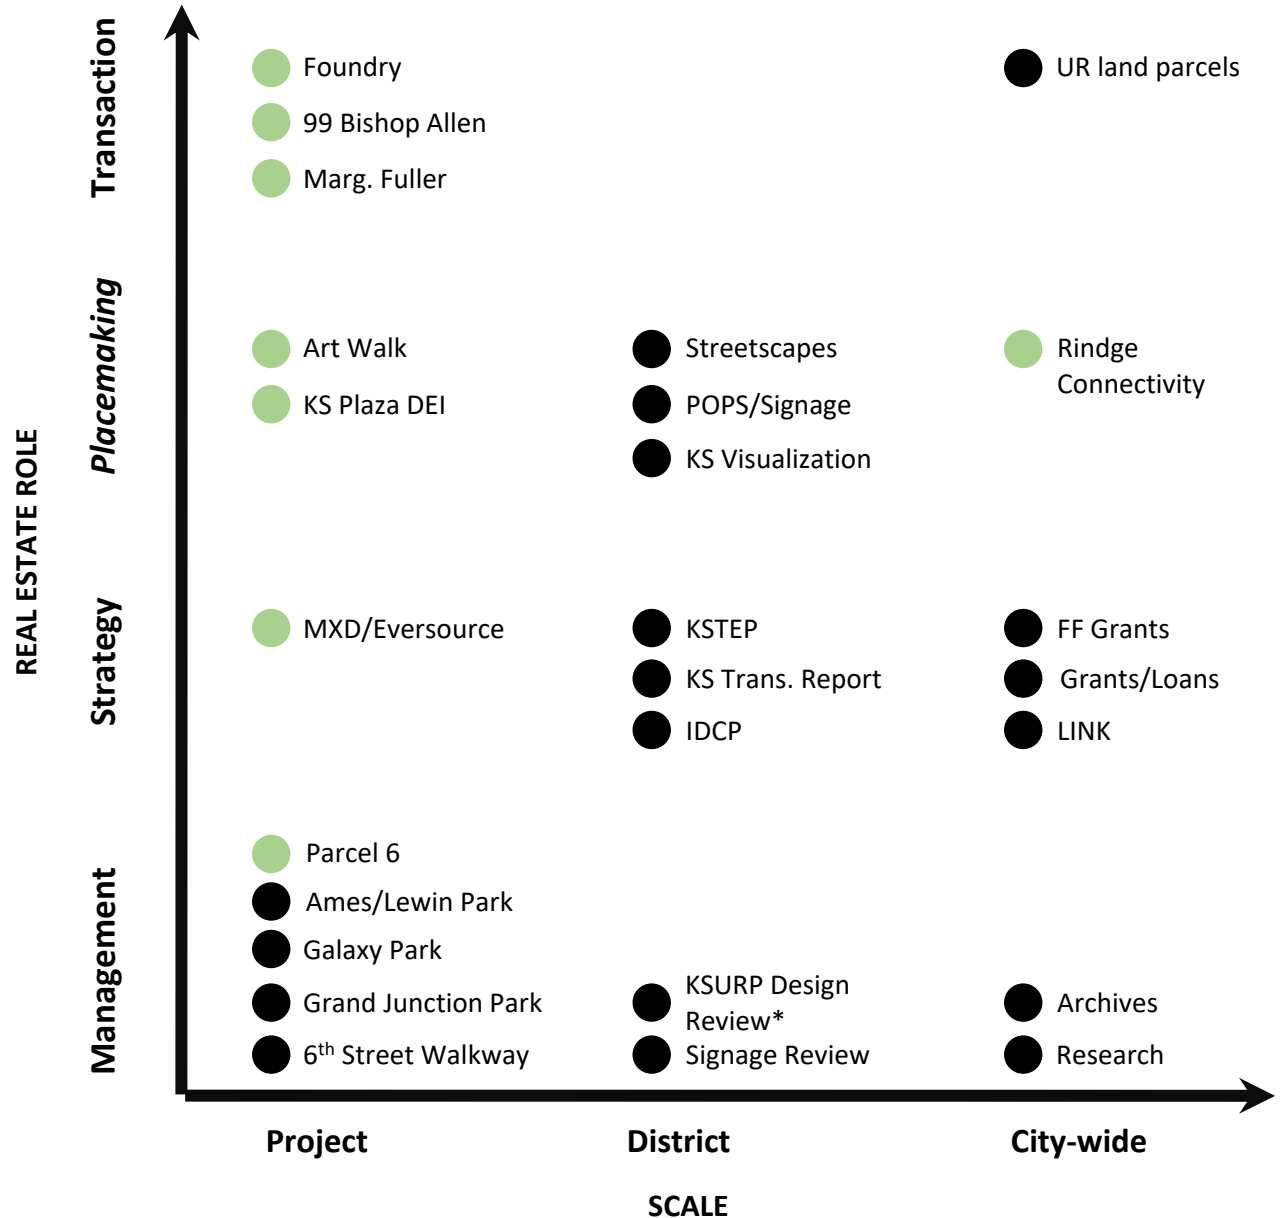 REAL ESTATE ROLE
Transaction
Foundry
UR land parcels
99 Bishop Allen
Marg. Fuller
Placemaking
Art Walk
Streetscapes
Rindge
Connectivity
KS Plaza DEI
POPS/Signage
KS Visualization
Strategy
MXD/Eversource
KSTEP
FF Grants
KS Trans. Report
Grants/Loans
IDCP
LINK
Management
Parcel 6
Ames/Lewin Park
Galaxy Park
Grand Junction Park
KSURP Design
Review*
Archives
6th Street Walkway
Signage Review
Research
Project
District
City-wide
SCALE